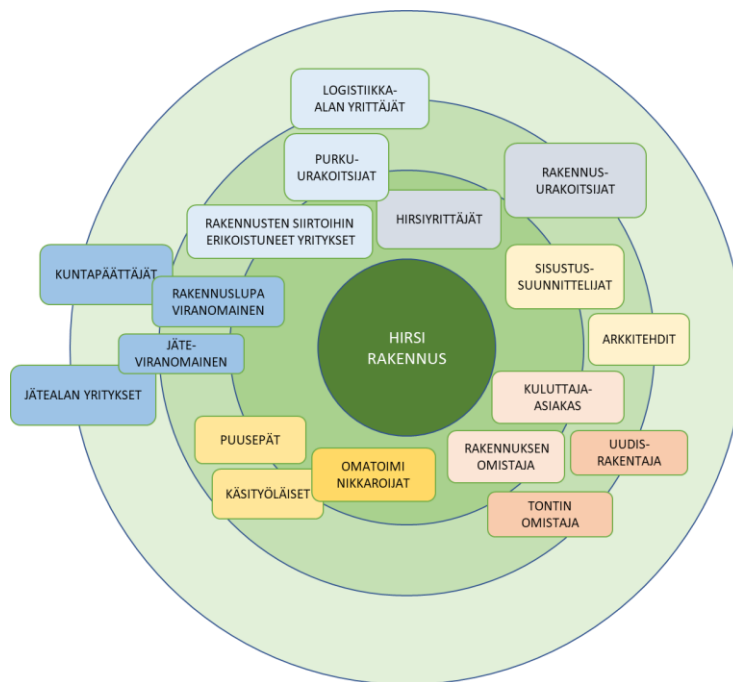 LOGISTIIKKA-
ALAN YRITTÄJÄT
PURKU-
URAKOITSIJAT
RAKENNUS-
URAKOITSIJAT
HIRSIYRITTÄJÄT
RAKENNUSTEN SIIRTOIHIN
ERIKOISTUNEET YRITYKSET
KUNTAPÄÄTTÄJÄT
SISUSTUS-
SUUNNITTELIJAT
RAKENNUSLUPA
VIRANOMAINEN
HIRSI
RAKENNUS
ARKKITEHDIT
JÄTE-
VIRANOMAINEN
JÄTEALAN YRITYKSET
KULUTTAJA-
ASIAKAS
PUUSEPÄT
RAKENNUKSEN
OMISTAJA
UUDIS-
RAKENTAJA
OMATOIMI
NIKKAROIJAT
KÄSITYÖLÄISET
TONTIN
OMISTAJA